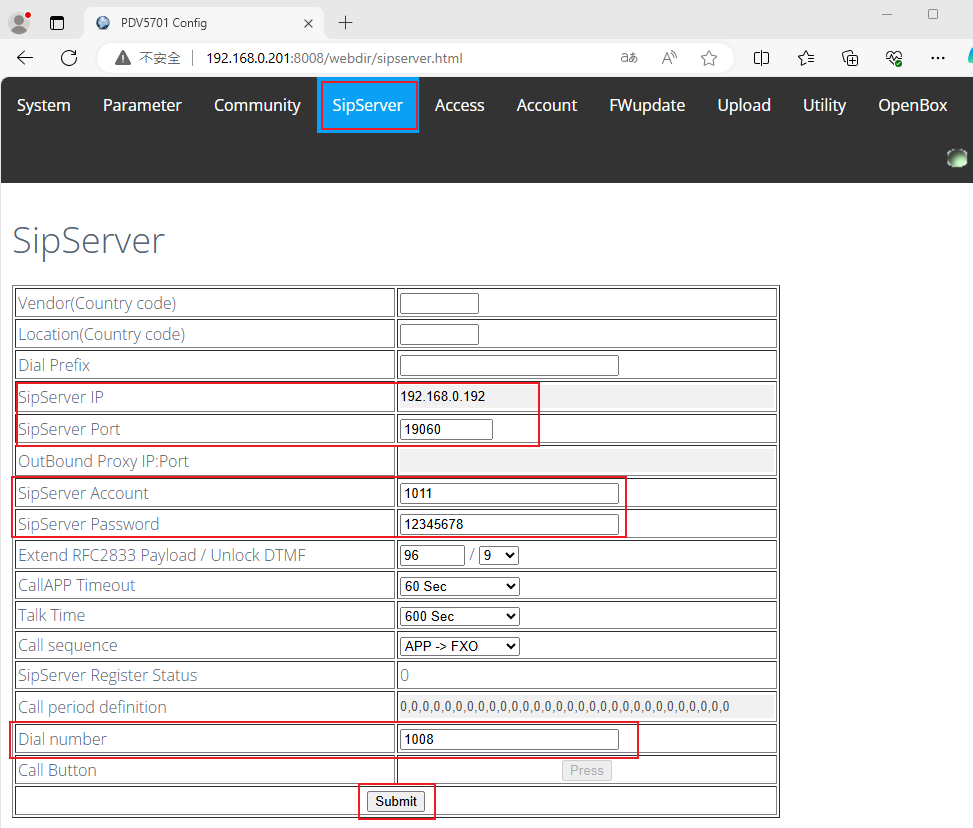 PDV5701 Config
不安全 192.168.0.201:8008/webdir/sipserver.html
System Parameter Community SipServer Access Account FWupdate Upload Utility OpenBox
SipServer
Vendor(Country code)
Location(Country code)
Dial Prefix
SipServer IP 192.168.0.192
SipServer Port 19060
OutBound Proxy IP:Port
SipServer Account 1011
SipServer Password 12345678
Extend RFC2833 Payload / Unlock DTMF 96 / 9
CallAPP Timeout 60 Sec
Talk Time 600 Sec
Call sequence APP -> FXO
SipServer Register Status 0
Call period definition 0,0,0,0,0,0,0,0,0,0,0,0,0,0,0,0,0,0,0,0,0,0,0,0,0,0,0,0,0,0
Dial number 1008
Call Button Press
Submit